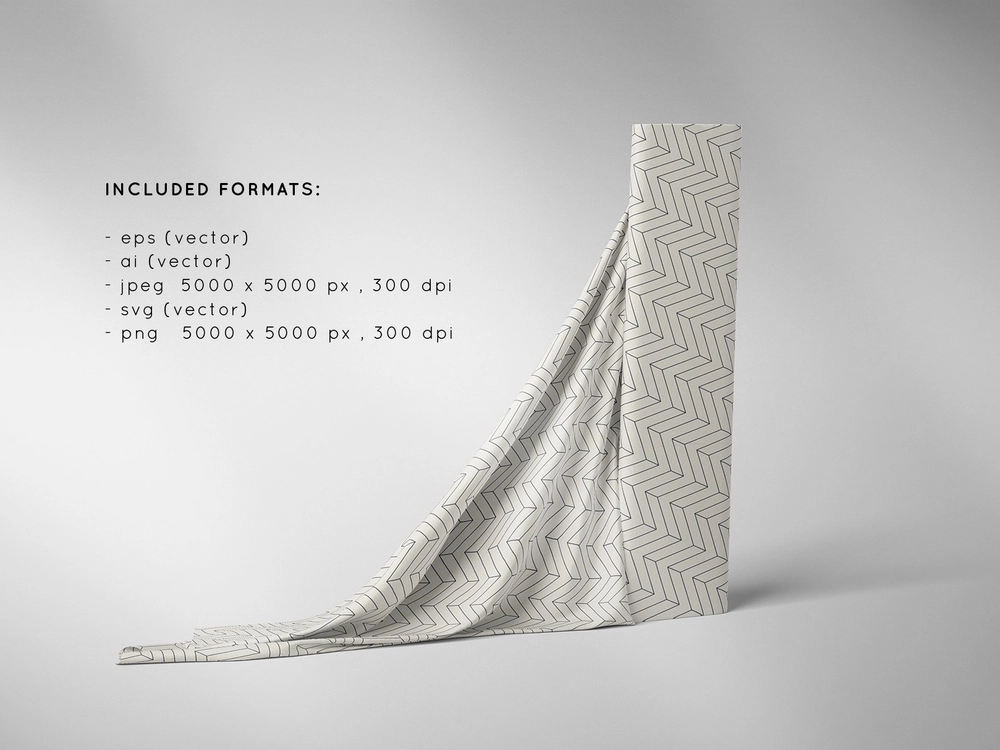 INCLUDED FORMATS:
- eps (vector)
- ai (vector)
- jpeg 5000 x 5000 px , 300 dpi
- svg (vector)
- png 5000 x 5000 px , 300 dpi